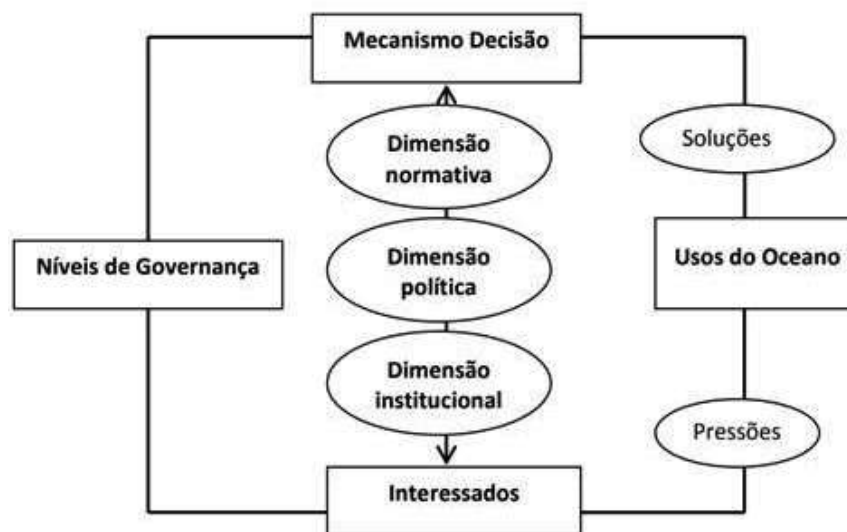 Mecanismo Decisão
Dimensão
normativa
Soluções
Níveis de Governança
Dimensão
política
Usos do Oceano
Dimensão
institucional
Pressões
Interessados